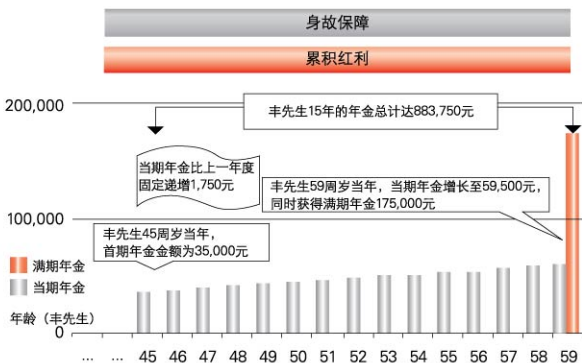 身故保障
累积红利
200,000
丰先生15年的年金总计达883,750元
当期年金比上一年度
固定递增1,750元
丰先生59周岁当年，当期年金增长至59,500元，
同时获得满期年金175,000元
100,000
丰先生45周岁当年，
首期年金金额为35,000元
满期年金
当期年金
年龄（丰先生）
0
... ... 45 46 47 48 49 50 51 52 53 54 55 56 57 58 59